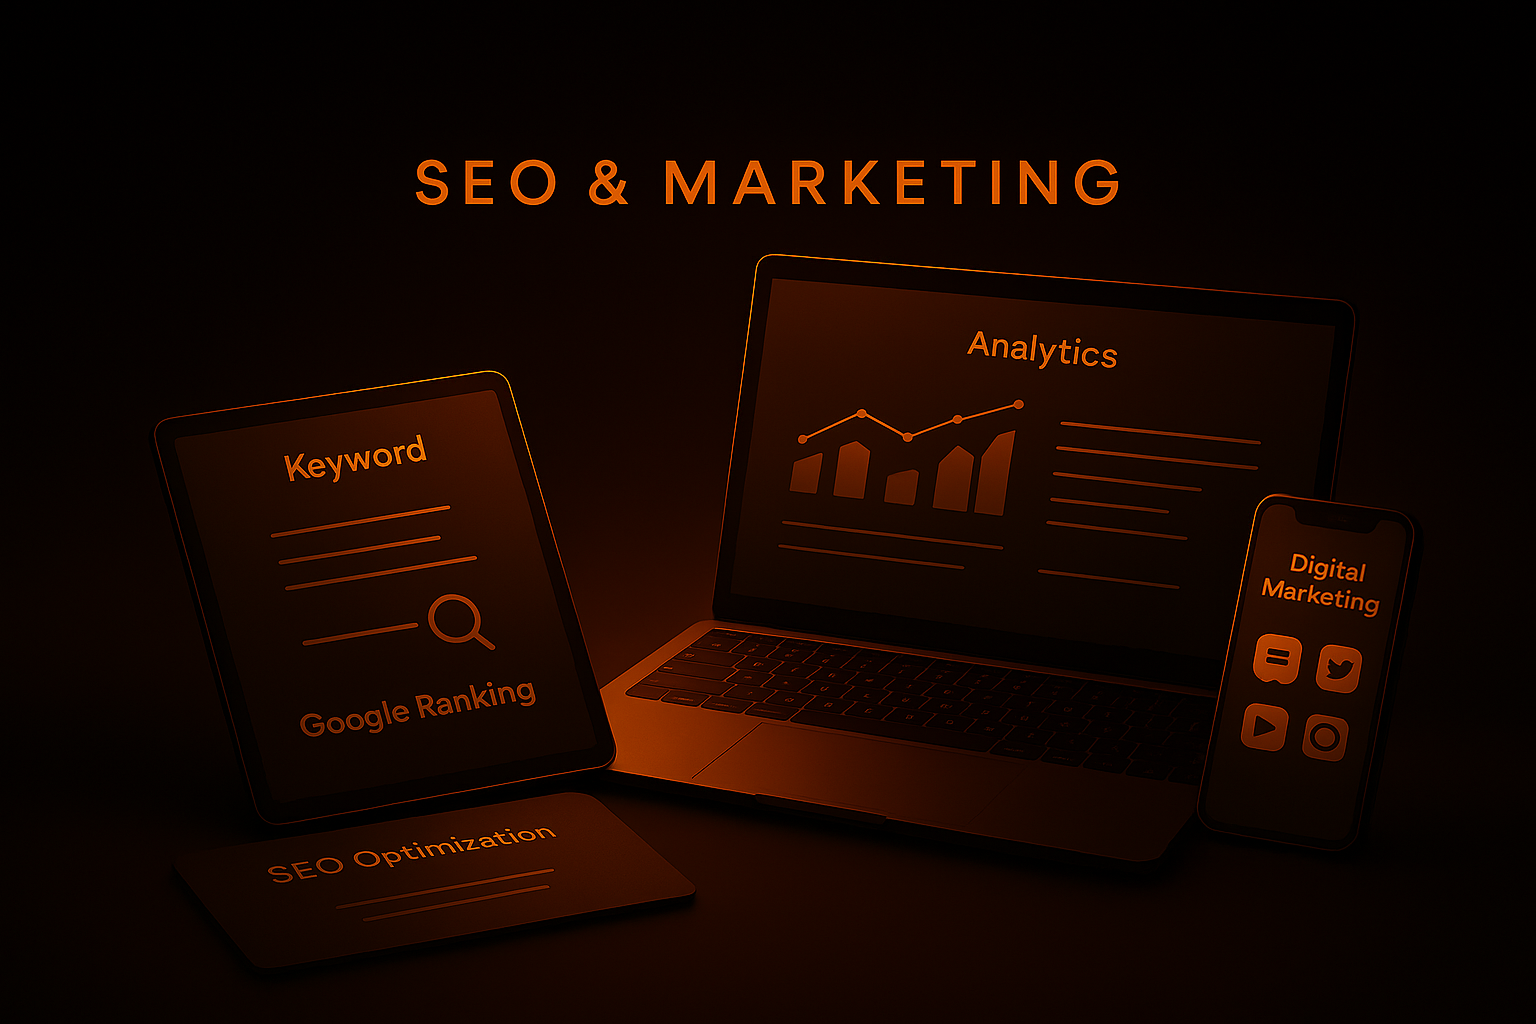 SEO & MARKETING
Analytics
Keyword
Google Ranking
Digital
Marketing
SEO Optimization